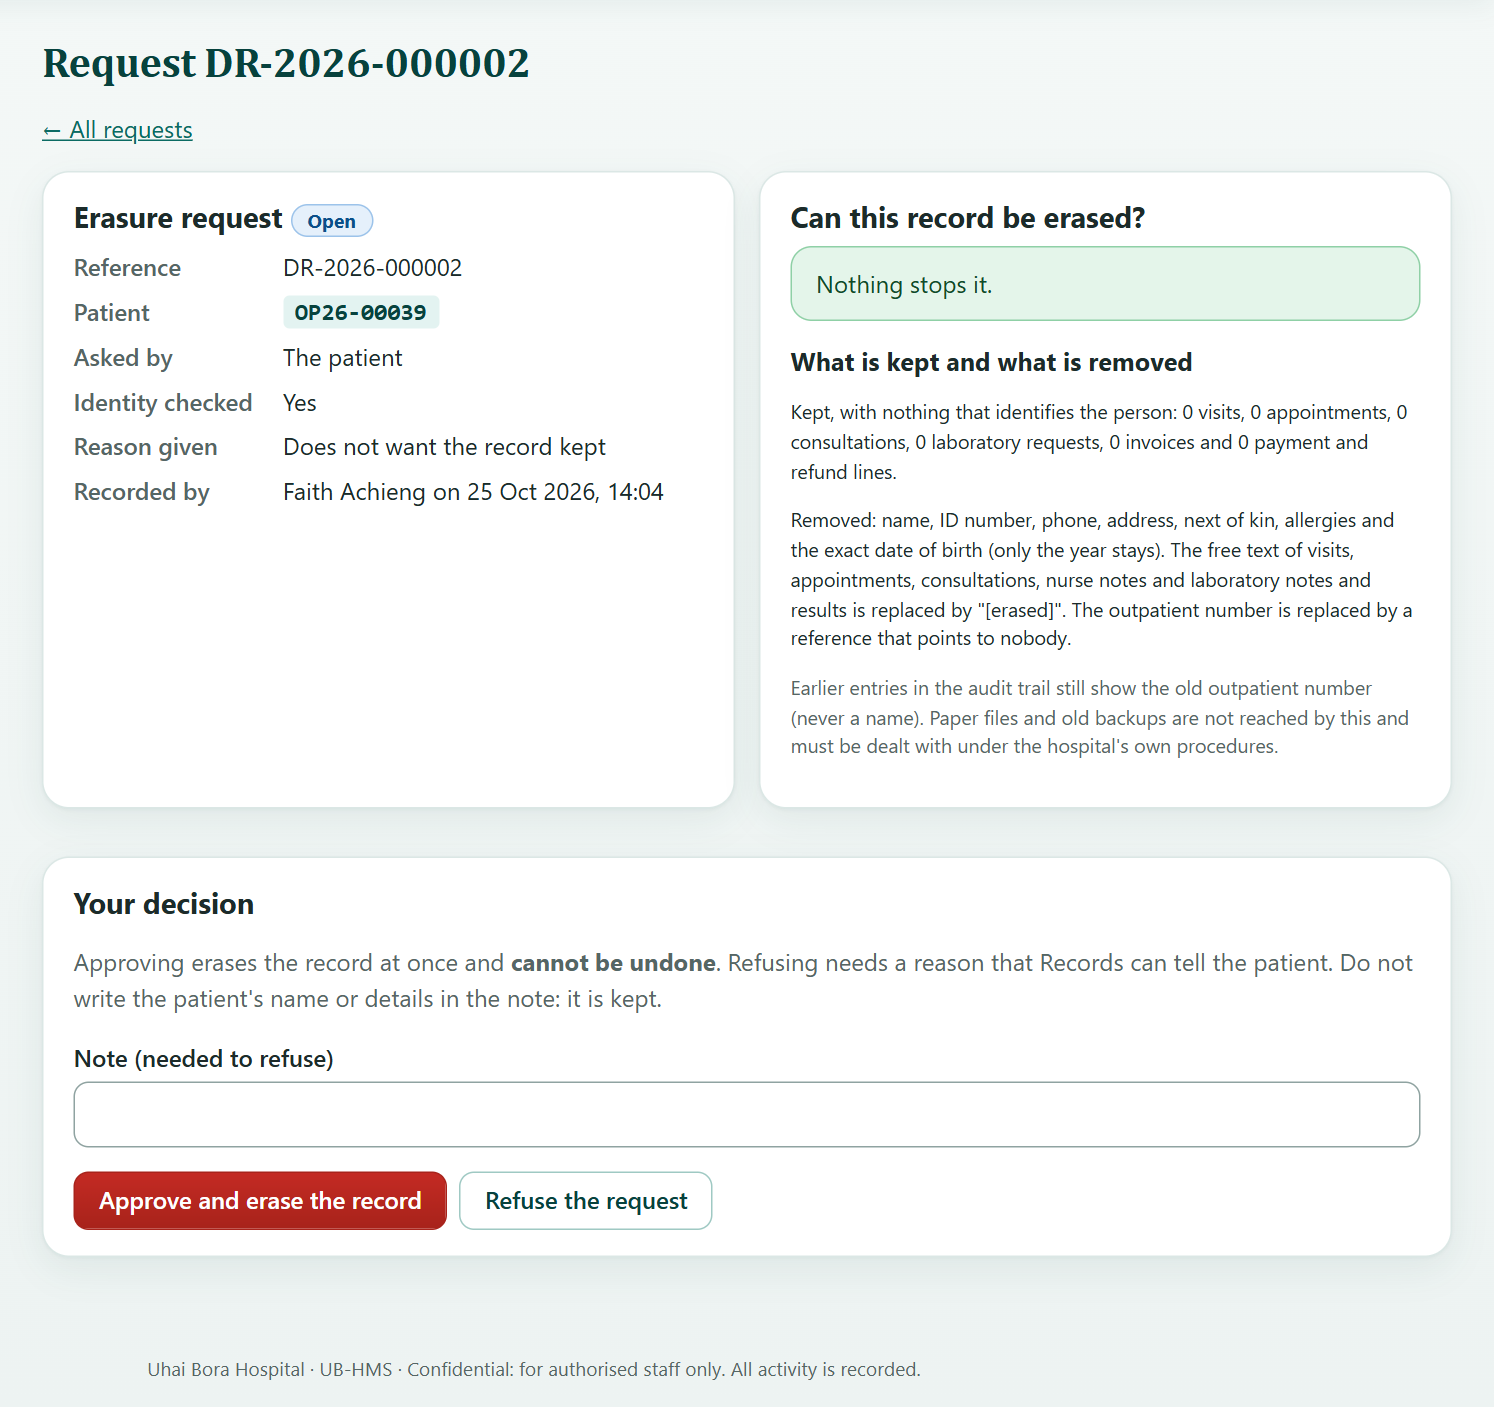 Request DR-2026-000002
← All requests
Erasure request Open
Reference DR-2026-000002
Patient OP26-00039
Asked by The patient
Identity checked Yes
Reason given Does not want the record kept
Recorded by Faith Achieng on 25 Oct 2026, 14:04
Can this record be erased?
Nothing stops it.
What is kept and what is removed
Kept, with nothing that identifies the person: 0 visits, 0 appointments, 0
consultations, 0 laboratory requests, 0 invoices and 0 payment and
refund lines.
Removed: name, ID number, phone, address, next of kin, allergies and
the exact date of birth (only the year stays). The free text of visits,
appointments, consultations, nurse notes and laboratory notes and
results is replaced by "[erased]". The outpatient number is replaced by a
reference that points to nobody.
Earlier entries in the audit trail still show the old outpatient number
(never a name). Paper files and old backups are not reached by this and
must be dealt with under the hospital's own procedures.
Your decision
Approving erases the record at once and cannot be undone. Refusing needs a reason that Records can tell the patient. Do not
write the patient's name or details in the note: it is kept.
Note (needed to refuse)
Approve and erase the record
Refuse the request
Uhai Bora Hospital · UB-HMS · Confidential: for authorised staff only. All activity is recorded.